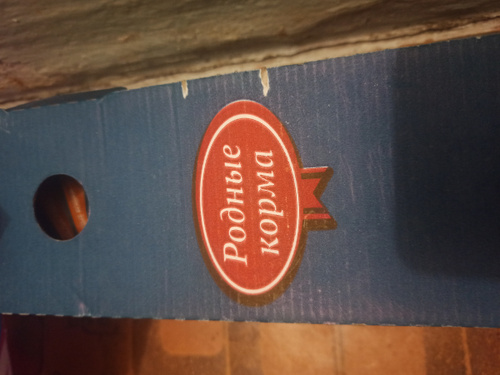 Родные
корма